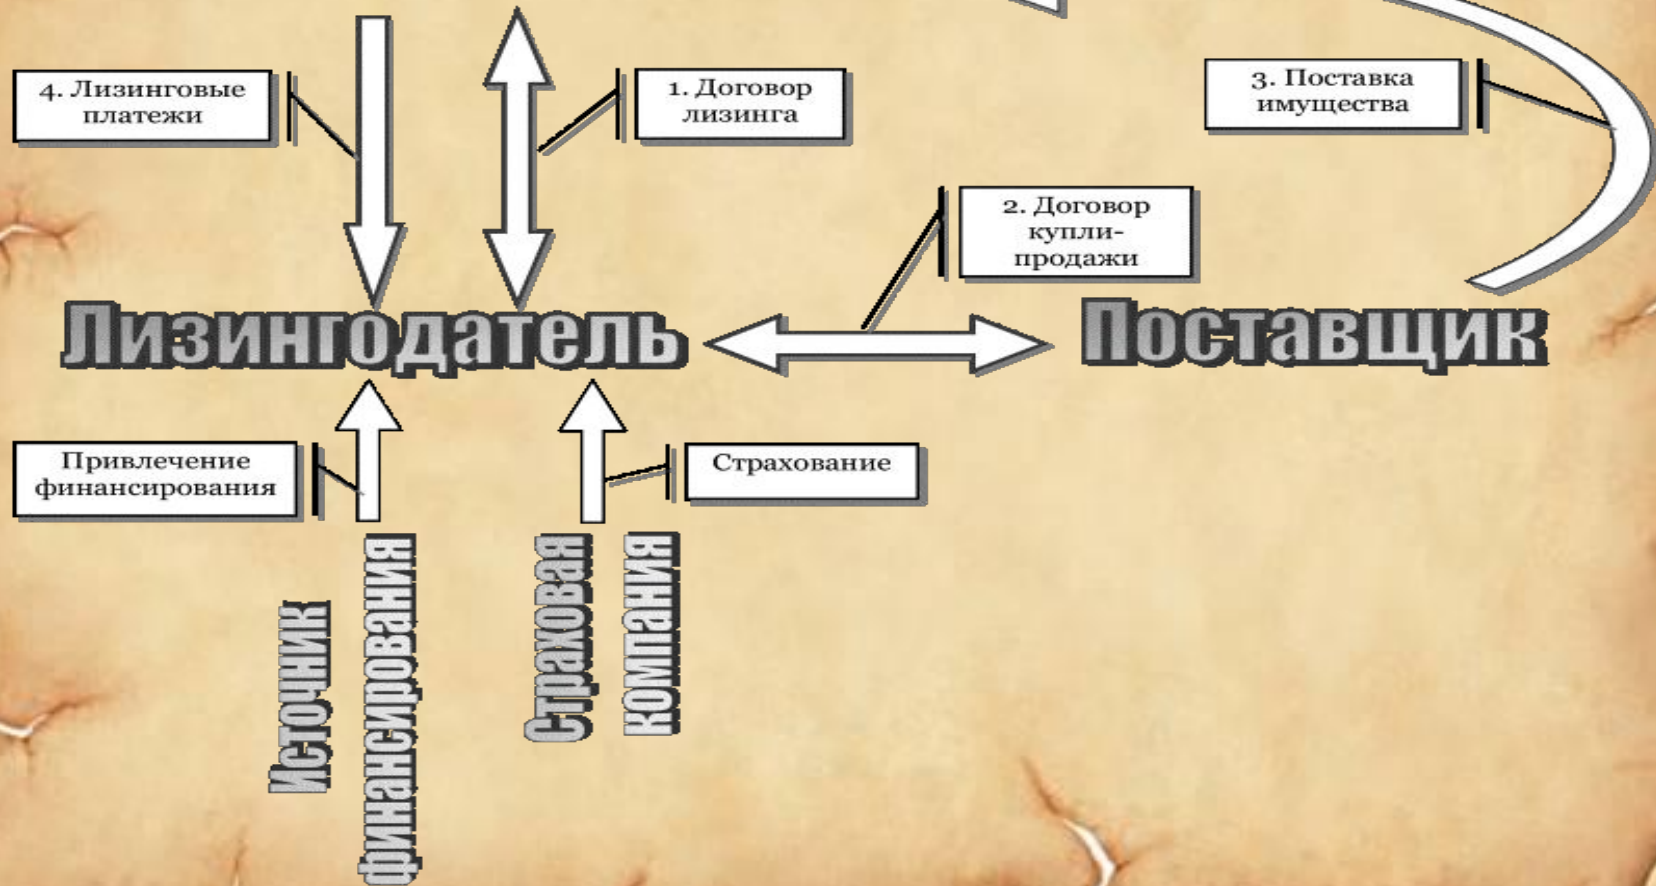 4. Лизинговые
платежи
1. Договор
лизинга
3. Поставка
имущества
2. Договор
купли-
продажи
Лизингодатель
Поставщик
Привлечение
финансирования
Страхование
Источник
финансирования
Страховая
компания